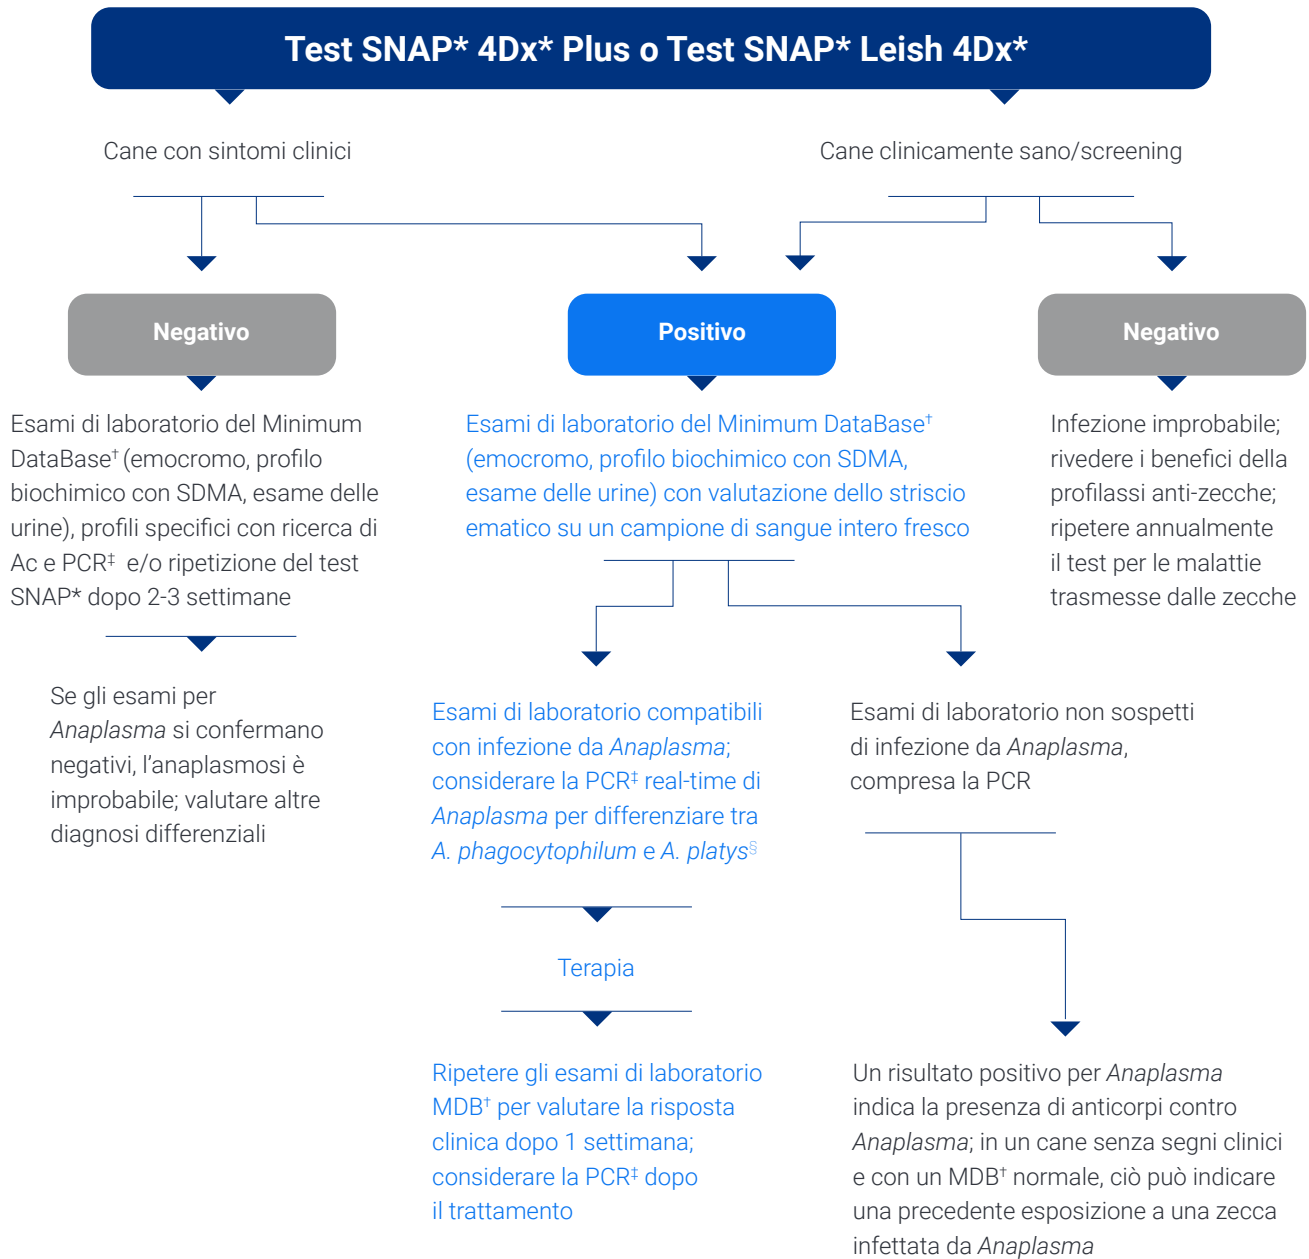 Test SNAP* 4Dx* Plus o Test SNAP* Leish 4Dx*
Cane con sintomi clinici
Cane clinicamente sano/screening
Negativo
Positivo
Negativo
Esami di laboratorio del Minimum
DataBase† (emocromo, profilo
biochimico con SDMA, esame delle
urine), profili specifici con ricerca di
Ac e PCR‡ e/o ripetizione del test
SNAP* dopo 2-3 settimane
Esami di laboratorio del Minimum DataBase†
(emocromo, profilo biochimico con SDMA,
esame delle urine) con valutazione dello striscio
ematico su un campione di sangue intero fresco
Infezione improbabile;
rivedere i benefici della
profilassi anti-zecche;
ripetere annualmente
il test per le malattie
trasmesse dalle zecche
Se gli esami per
Anaplasma si confermano
negativi, l’anaplasmosi è
improbabile; valutare altre
diagnosi differenziali
Esami di laboratorio compatibili
con infezione da Anaplasma;
considerare la PCR‡ real-time di
Anaplasma per differenziare tra
A. phagocytophilum e A. platys§
Esami di laboratorio non sospetti
di infezione da Anaplasma,
compresa la PCR
Terapia
Ripetere gli esami di laboratorio
MDB† per valutare la risposta
clinica dopo 1 settimana;
considerare la PCR‡ dopo
il trattamento
Un risultato positivo per Anaplasma
indica la presenza di anticorpi contro
Anaplasma; in un cane senza segni clinici
e con un MDB† normale, ciò può indicare
una precedente esposizione a una zecca
infettata da Anaplasma